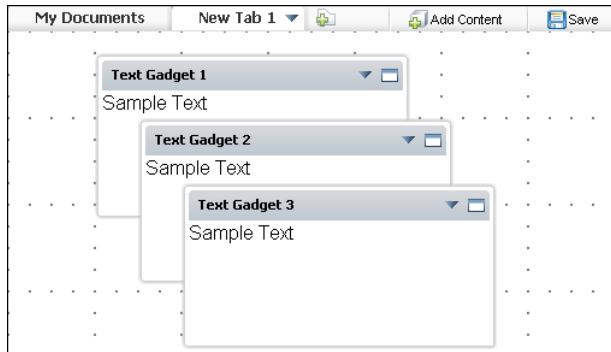 My Documents New Tab 1 Add Content Save
Text Gadget 1
Sample Text
Text Gadget 2
Sample Text
Text Gadget 3
Sample Text